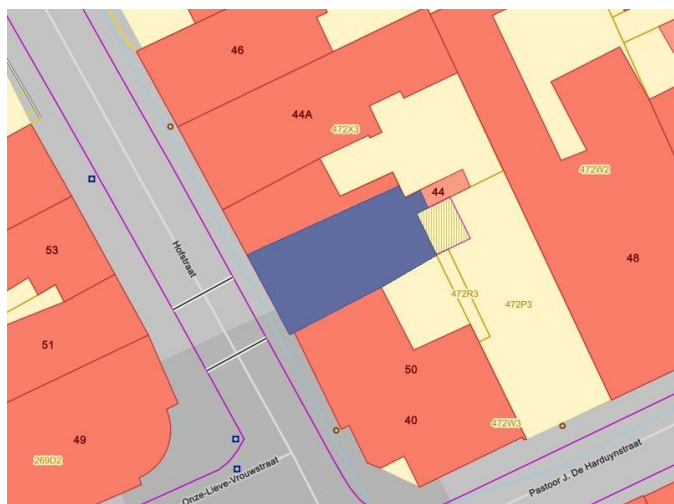 46
44A
472X3
472W2
44
53
Hofstraat
48
472R3
472P3
51
50
49
40
472W3
269D2
Onze-Lieve-Vrouwstraat
Pastoor J. De Harduynstraat